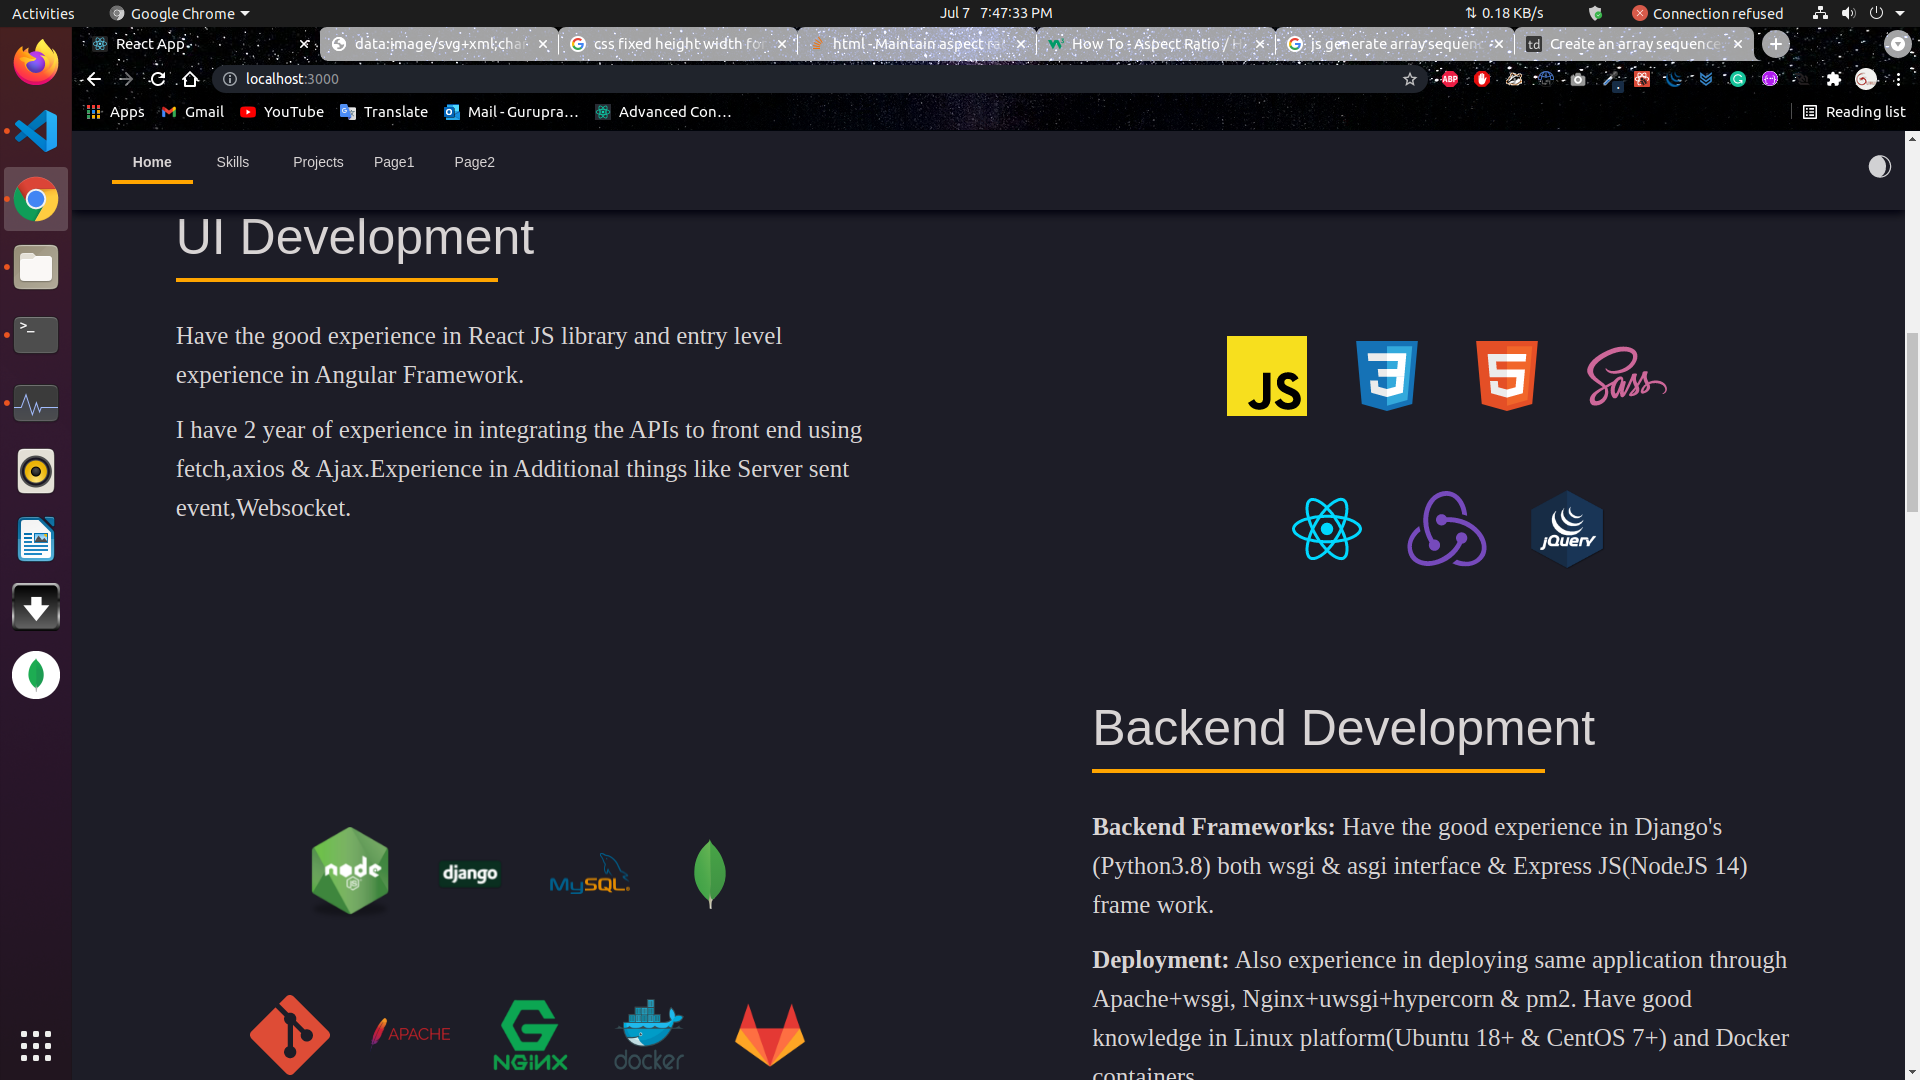 Activities
Google Chrome
Jul 7 7:47:33 PM
0.18 KB/s
Connection refused
React App
data:image/svg+xml;cha
css fixed height width for
html - Maintain aspect ra
How To - Aspect Ratio / H
js generate array sequenc
td
Create an array sequence
localhost:3000
ABP
Apps
Gmail
YouTube
Translate
Mail - Gurupra…
Advanced Con…
Reading list
Home
Skills
Projects
Page1
Page2
UI Development
Have the good experience in React JS library and entry level
experience in Angular Framework.
I have 2 year of experience in integrating the APIs to front end using
fetch,axios & Ajax.Experience in Additional things like Server sent
event,Websocket.
JS
3
5
Sass
jQuery
Backend Development
Backend Frameworks: Have the good experience in Django's
(Python3.8) both wsgi & asgi interface & Express JS(NodeJS 14)
frame work.
Deployment: Also experience in deploying same application through
Apache+wsgi, Nginx+uwsgi+hypercorn & pm2. Have good
knowledge in Linux platform(Ubuntu 18+ & CentOS 7+) and Docker
containers
node
JS
django
MySQL
APACHE
NGINX
docker